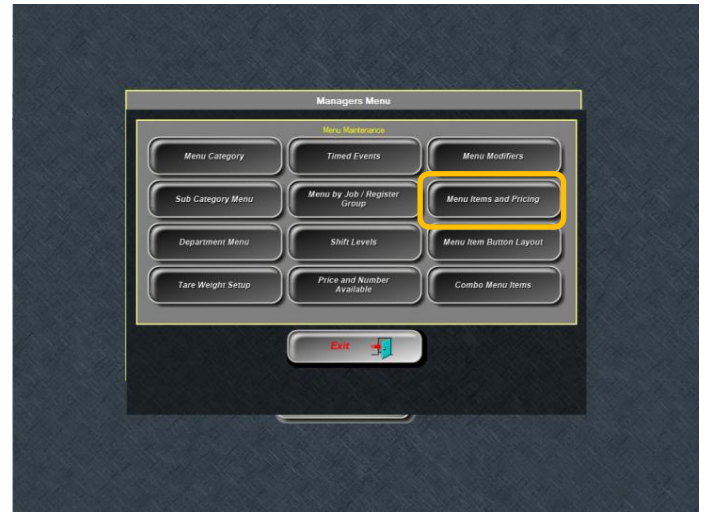 Managers Menu
Menu Maintenance
Menu Category
Timed Events
Menu Modifiers
Sub Category Menu
Menu by Job / Register
Group
Menu Items and Pricing
Department Menu
Shift Levels
Menu Item Button Layout
Tare Weight Setup
Price and Number
Available
Combo Menu Items
Exit